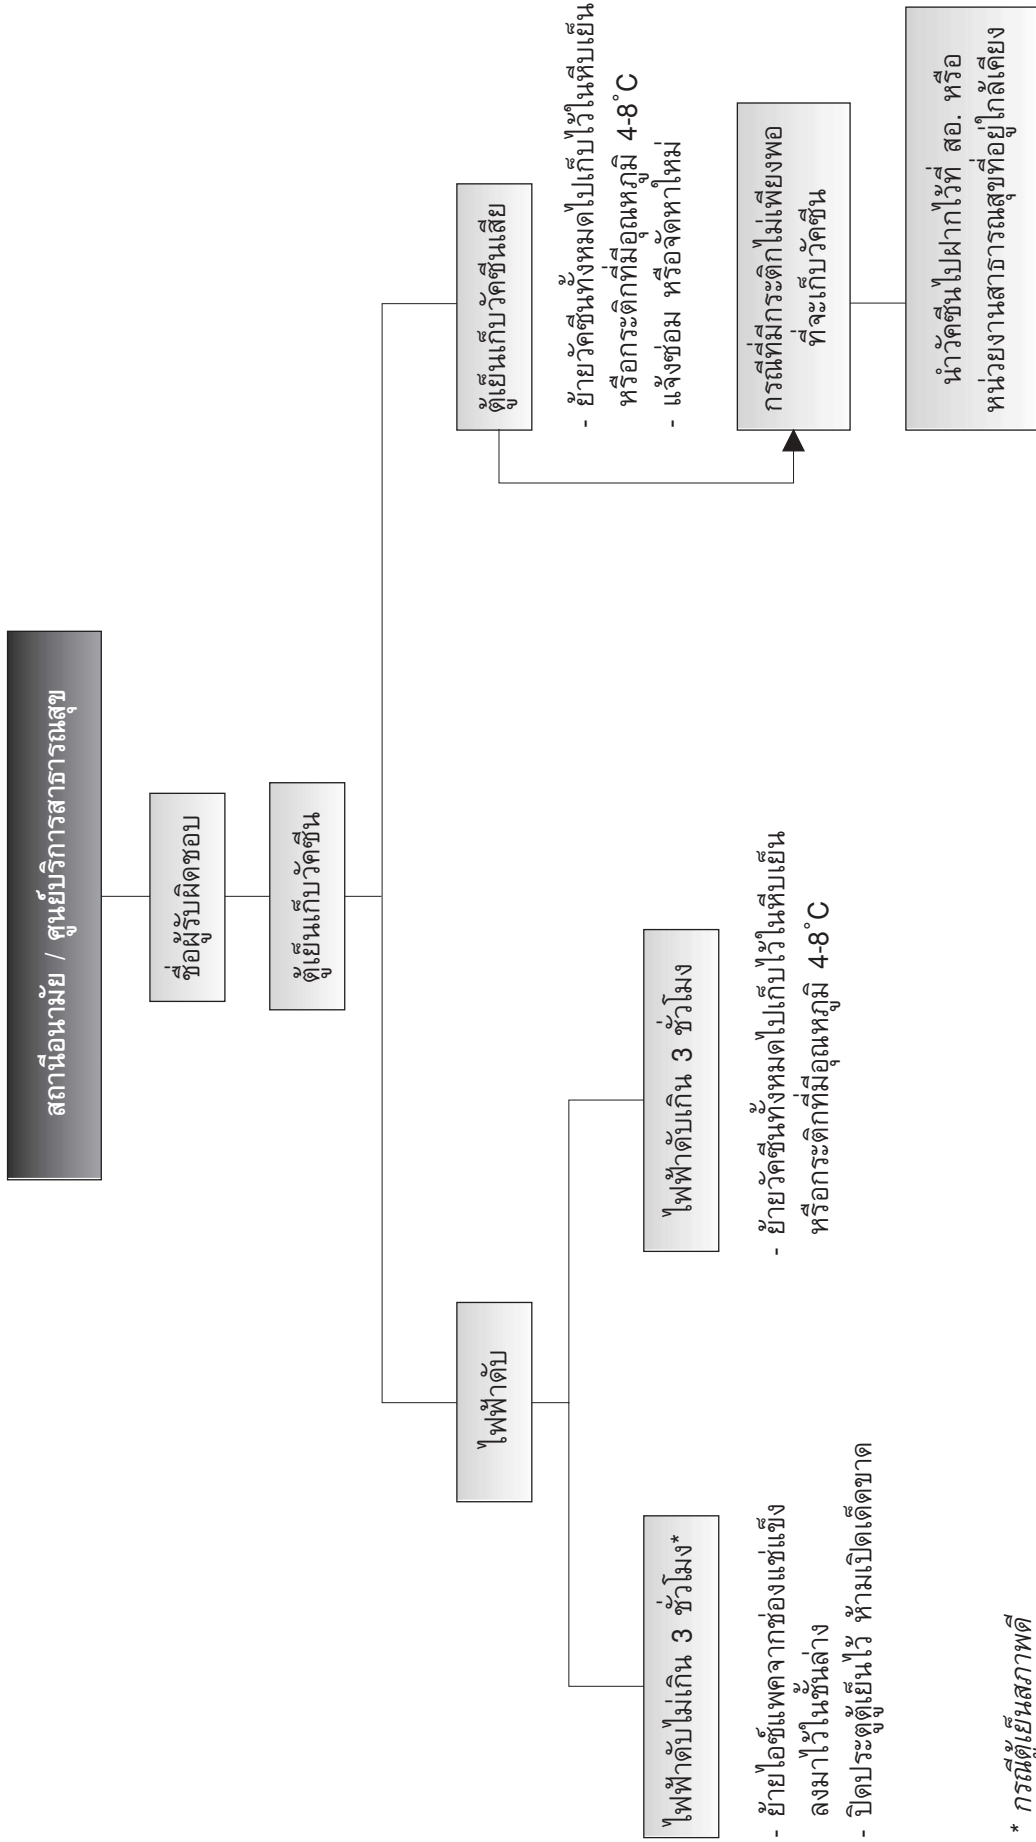 สถานีอนามัย / ศูนย์บริการสาธารณสุข
ชื่อผู้รับผิดชอบ
ตู้เย็นเก็บวัคซีน
ไฟฟ้าดับ
ไฟฟ้าดับไม่เกิน 3 ชั่วโมง*
- ย้ายไอซ์แพคจากช่องแช่แข็ง
ลงมาไว้ในชั้นล่าง
- ปิดประตูตู้เย็นไว้ ห้ามเปิดเด็ดขาด
ไฟฟ้าดับเกิน 3 ชั่วโมง
- ย้ายวัคซีนทั้งหมดไปเก็บไว้ในหีบเย็น
หรือกระติกที่มีอุณหภูมิ 4-8˚C
ตู้เย็นเก็บวัคซีนเสีย
- ย้ายวัคซีนทั้งหมดไปเก็บไว้ในหีบเย็น
หรือกระติกที่มีอุณหภูมิ 4-8˚C
- แจ้งซ่อม หรือจัดหาใหม่
กรณีที่มีกระติกไม่เพียงพอ
ที่จะเก็บวัคซีน
นำวัคซีนไปฝากไว้ที่ สอ. หรือ
หน่วยงานสาธารณสุขที่อยู่ใกล้เคียง
* กรณีตู้เย็นสภาพดี